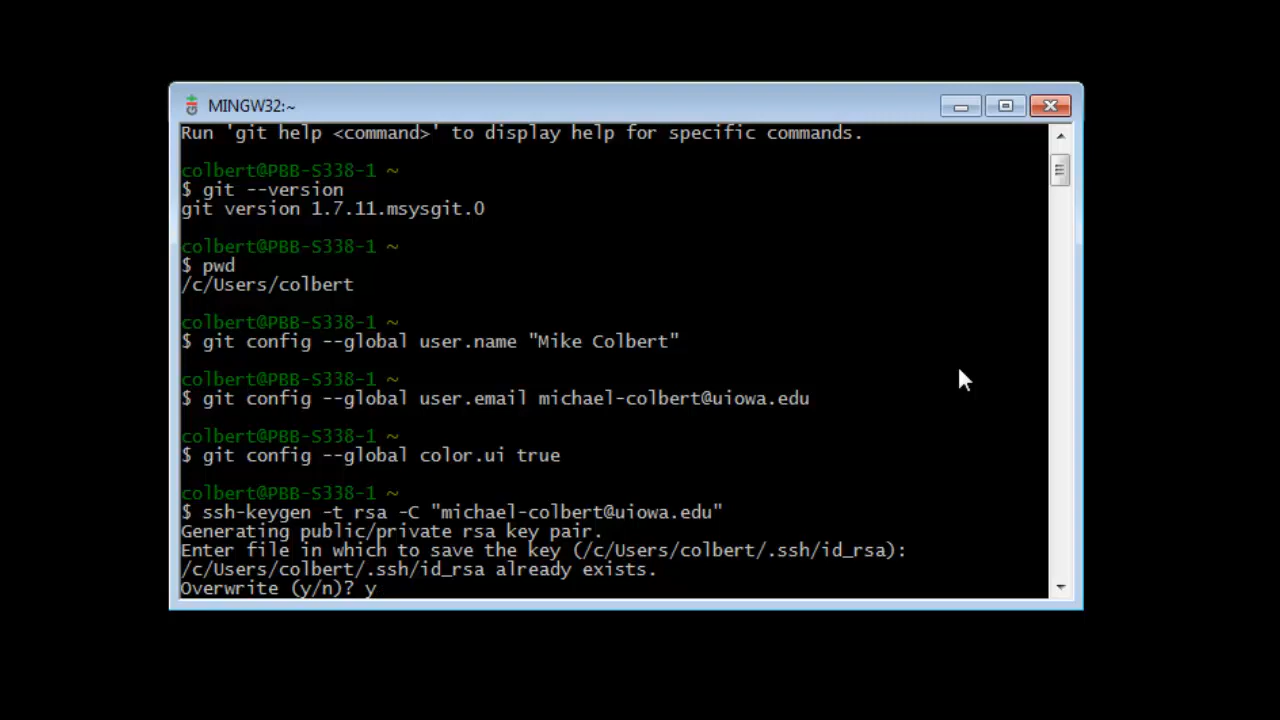 MINGW32:~
Run 'git help <command>' to display help for specific commands.
colbert@PBB-S338-1 ~
$ git --version
git version 1.7.11.msysgit.0
colbert@PBB-S338-1 ~
$ pwd
/c/Users/colbert
colbert@PBB-S338-1 ~
$ git config --global user.name "Mike Colbert"
colbert@PBB-S338-1 ~
$ git config --global user.email michael-colbert@uiowa.edu
colbert@PBB-S338-1 ~
$ git config --global color.ui true
colbert@PBB-S338-1 ~
$ ssh-keygen -t rsa -C "michael-colbert@uiowa.edu"
Generating public/private rsa key pair.
Enter file in which to save the key (/c/Users/colbert/.ssh/id_rsa):
/c/Users/colbert/.ssh/id_rsa already exists.
Overwrite (y/n)? y